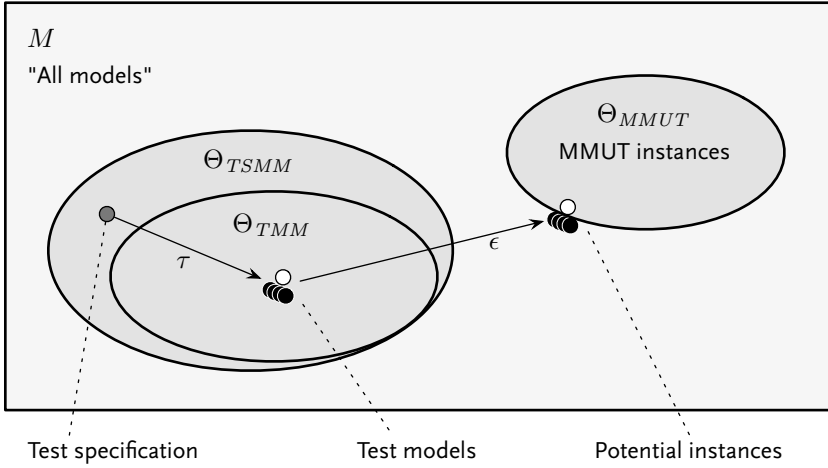 M
"All models"
Θ_MMUT
MMUT instances
Θ_TSMM
Θ_TMM
τ
ϵ
Test specification
Test models
Potential instances